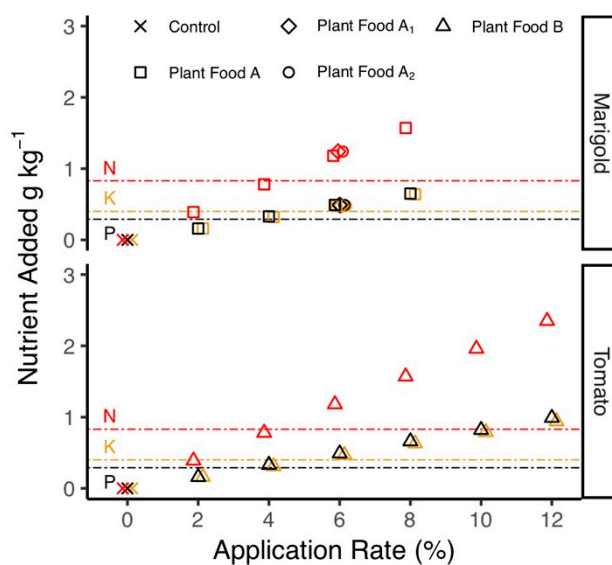 Nutrient Added g kg⁻¹
3
2
1
0
Control
Plant Food A₁
Plant Food B
Plant Food A
Plant Food A₂
N
K
P
Marigold
3
2
1
0
N
K
P
Tomato
0 2 4 6 8 10 12
Application Rate (%)